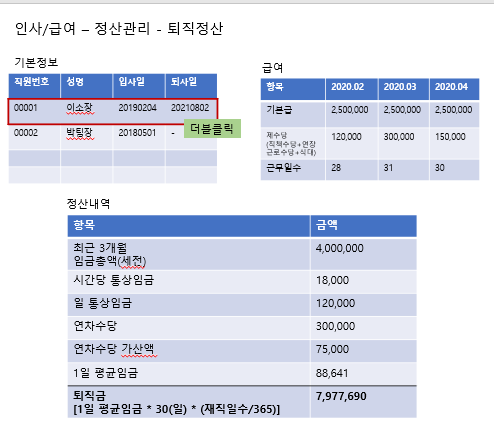 인사/급여 – 정산관리 - 퇴직정산
기본정보
직원번호 성명 입사일 퇴사일
00001 이소장 20190204 20210802
00002 박팀장 20180501 -
더블클릭
급여
항목 2020.02 2020.03 2020.04
기본급 2,500,000 2,500,000 2,500,000
제수당
(직책수당+연장
근로수당+식대)
120,000 300,000 150,000
근무일수 28 31 30
정산내역
항목 금액
최근 3개월
임금총액(세전)
4,000,000
시간당 통상임금 18,000
일 통상임금 120,000
연차수당 300,000
연차수당 가산액 75,000
1일 평균임금 88,641
퇴직금
[1일 평균임금 * 30(일) * (재직일수/365)]
7,977,690